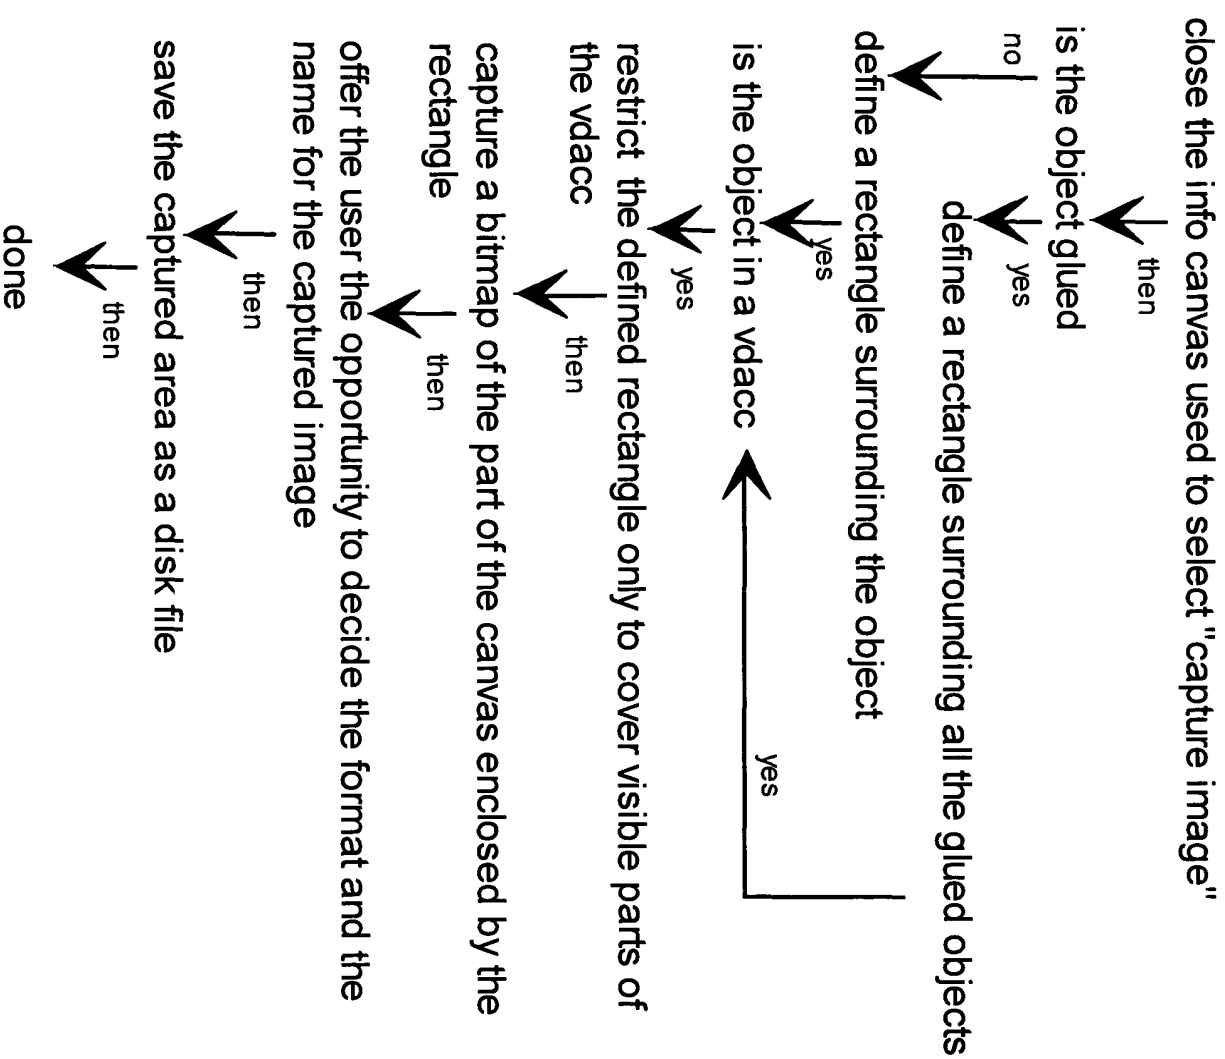 close the info canvas used to select "capture image"
then
is the object glued
no
yes
define a rectangle surrounding all the glued objects
define a rectangle surrounding the object
yes
yes
is the object in a vdacc
yes
restrict the defined rectangle only to cover visible parts of
the vdacc
then
capture a bitmap of the part of the canvas enclosed by the
rectangle
then
offer the user the opportunity to decide the format and the
name for the captured image
then
save the captured area as a disk file
then
done